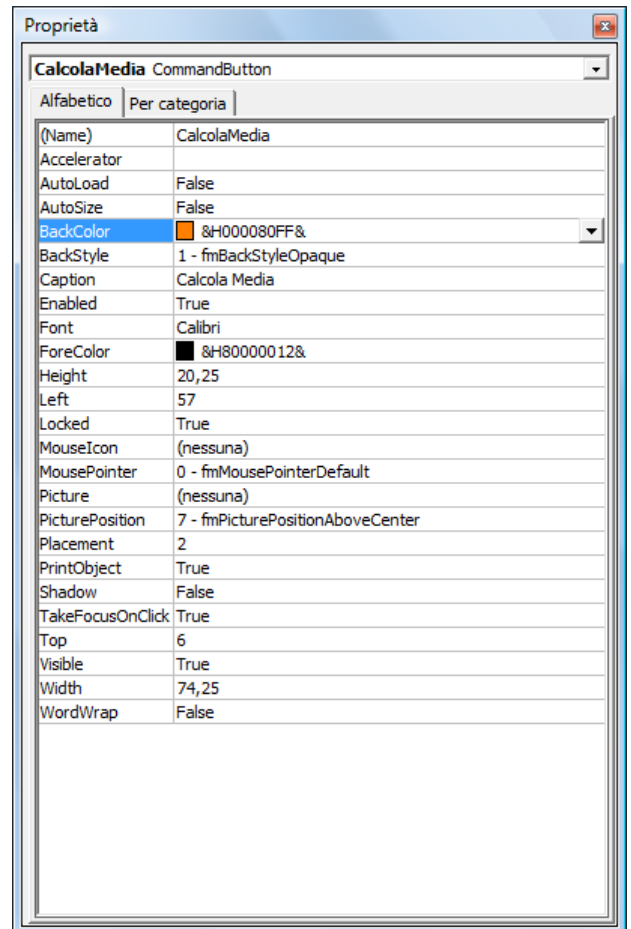 Proprietà
CalcolaMedia CommandButton
Alfabetico Per categoria
(Name) CalcolaMedia
Accelerator
AutoLoad False
AutoSize False
BackColor &H000080FF&
BackStyle 1 - fmBackStyleOpaque
Caption Calcola Media
Enabled True
Font Calibri
ForeColor &H80000012&
Height 20,25
Left 57
Locked True
MouseIcon (nessuna)
MousePointer 0 - fmMousePointerDefault
Picture (nessuna)
PicturePosition 7 - fmPicturePositionAboveCenter
Placement 2
PrintObject True
Shadow False
TakeFocusOnClick True
Top 6
Visible True
Width 74,25
WordWrap False